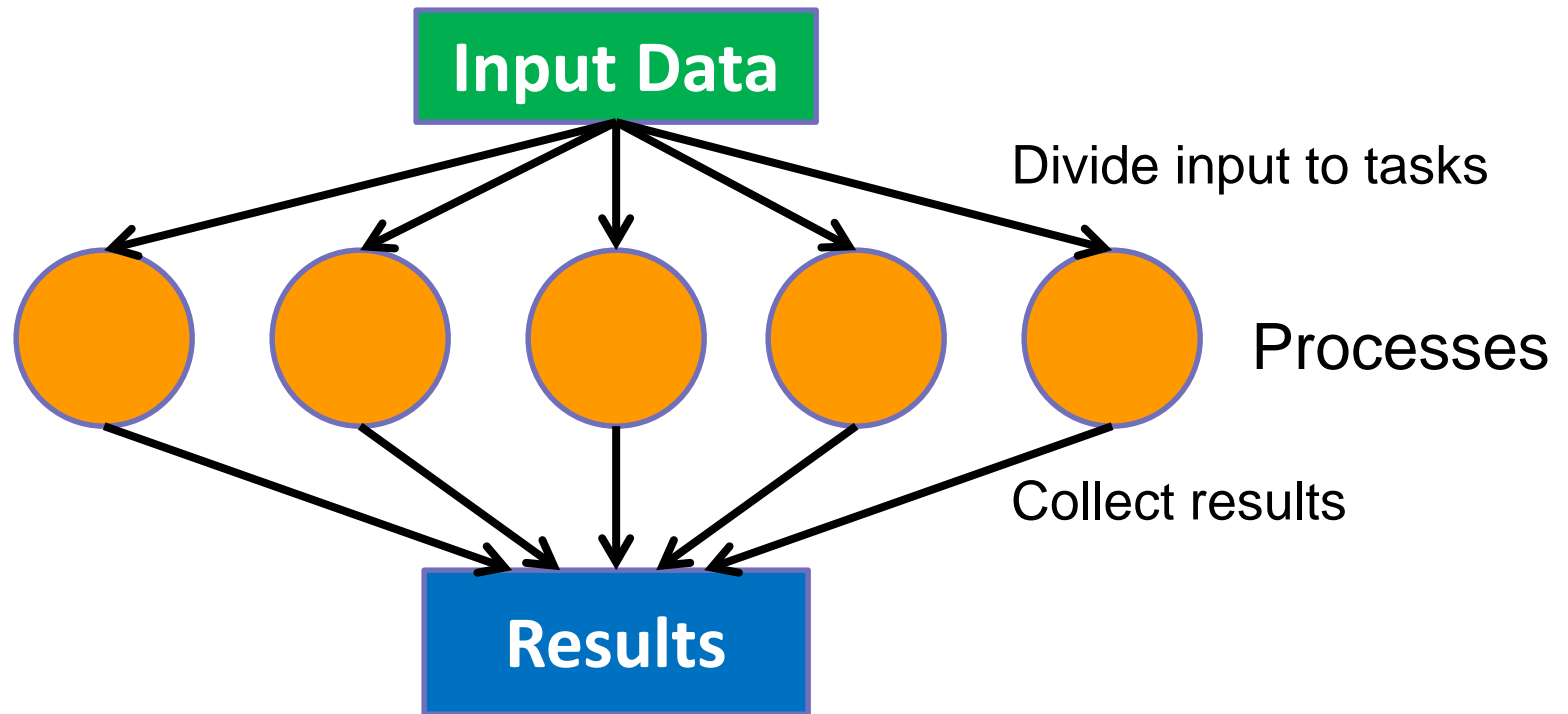 Input Data
Divide input to tasks
Processes
Collect results
Results